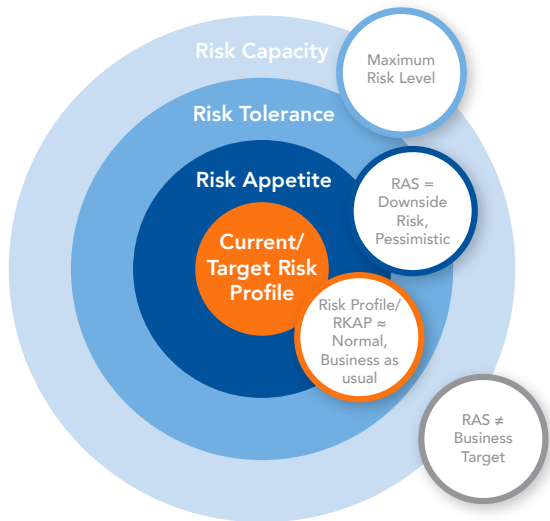 Risk Capacity
Maximum
Risk Level
Risk Tolerance
Risk Appetite
RAS =
Downside
Risk,
Pessimistic
Current/
Target Risk
Profile
Risk Profile/
RKAP ≈
Normal,
Business as
usual
RAS ≠
Business
Target